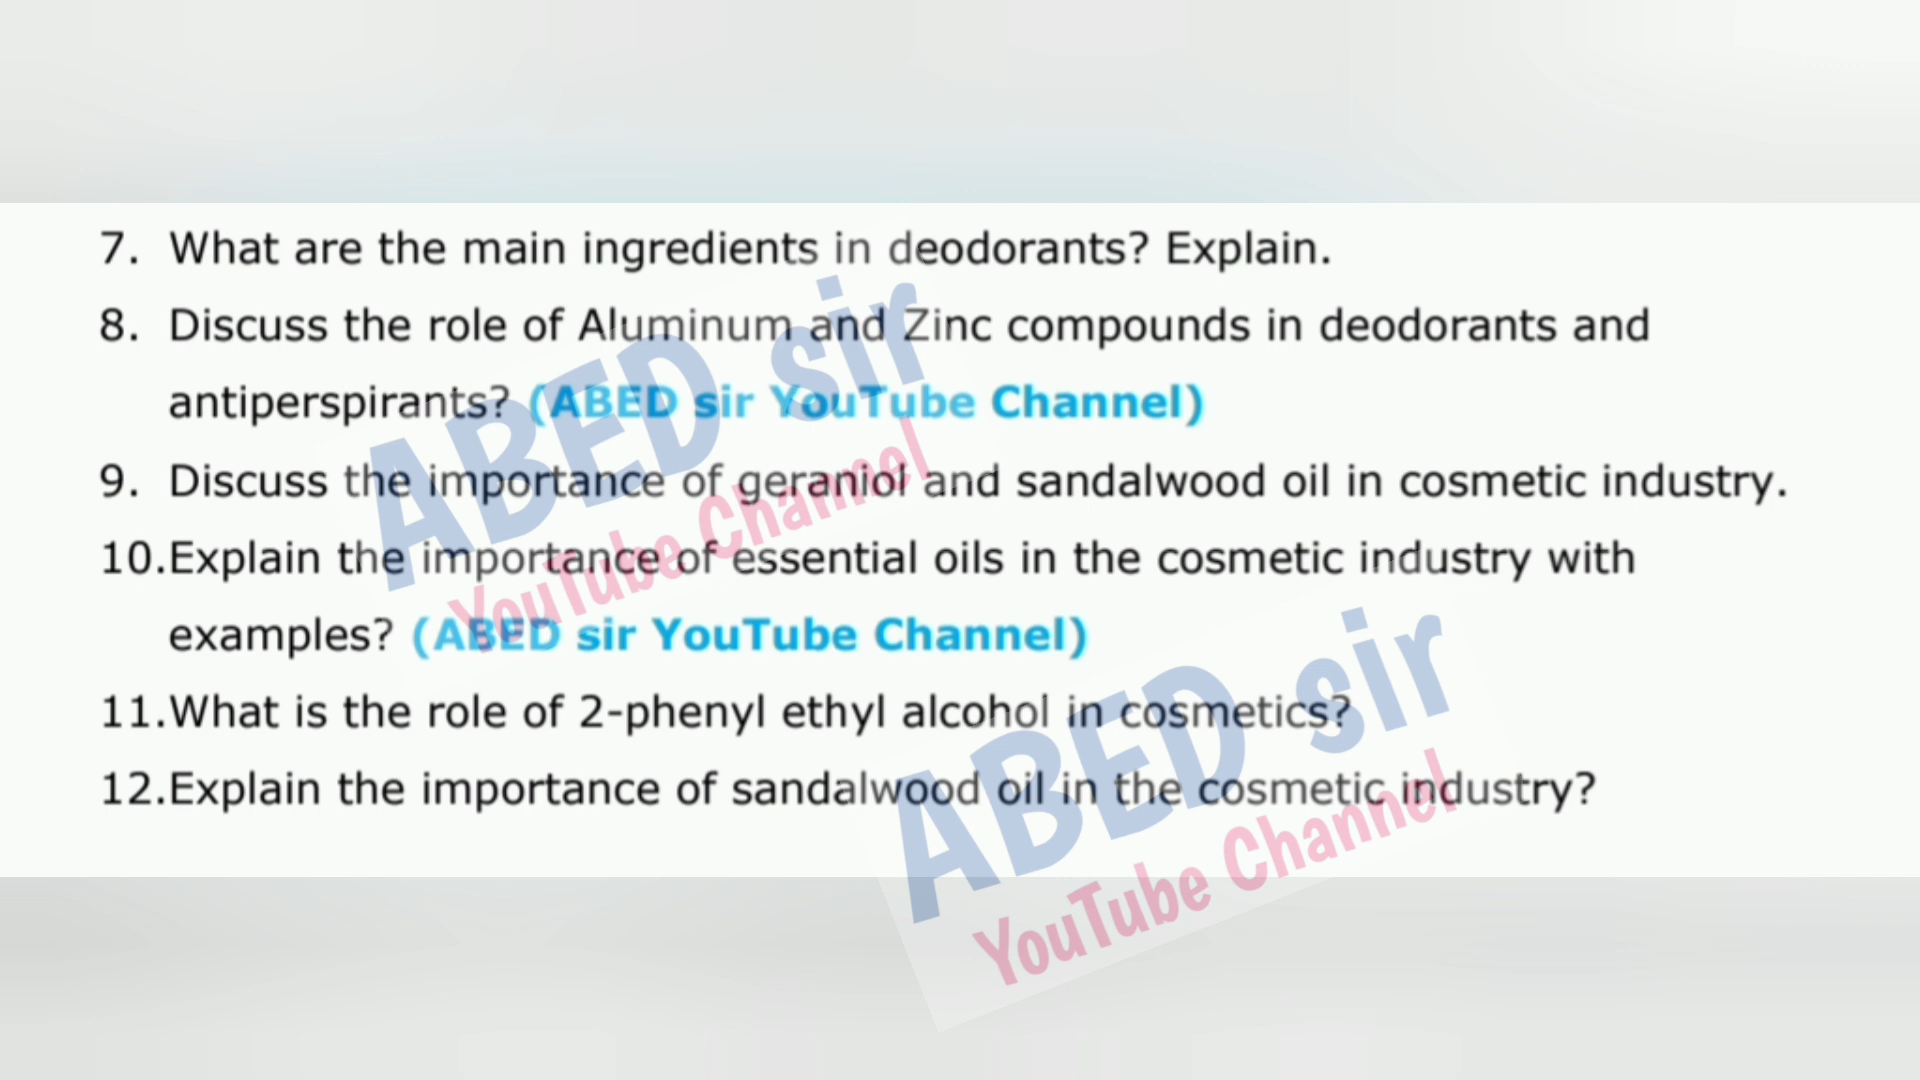 7. What are the main ingredients in deodorants? Explain.
8. Discuss the role of Aluminum and Zinc compounds in deodorants and
antiperspirants? (ABED sir YouTube Channel)
9. Discuss the importance of geraniol and sandalwood oil in cosmetic industry.
10.Explain the importance of essential oils in the cosmetic industry with
examples? (ABED sir YouTube Channel)
11.What is the role of 2-phenyl ethyl alcohol in cosmetics?
12.Explain the importance of sandalwood oil in the cosmetic industry?
ABED sir
YouTube Channel
ABED sir
YouTube Channel